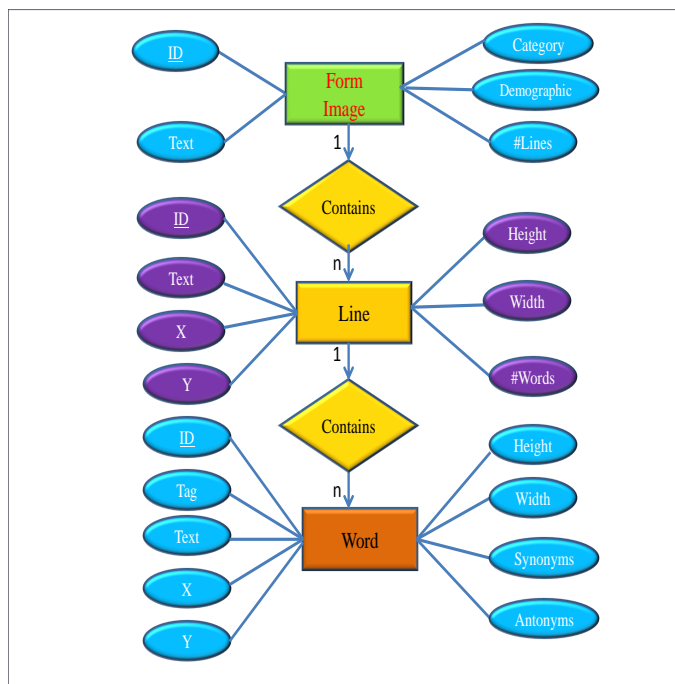 ID
Form
Image
Category
Demographic
Text
#Lines
1
Contains
ID
Height
n
Text
Line
Width
X
1
Y
#Words
Contains
ID
Height
Tag
n
Width
Text
Word
Synonyms
X
Antonyms
Y